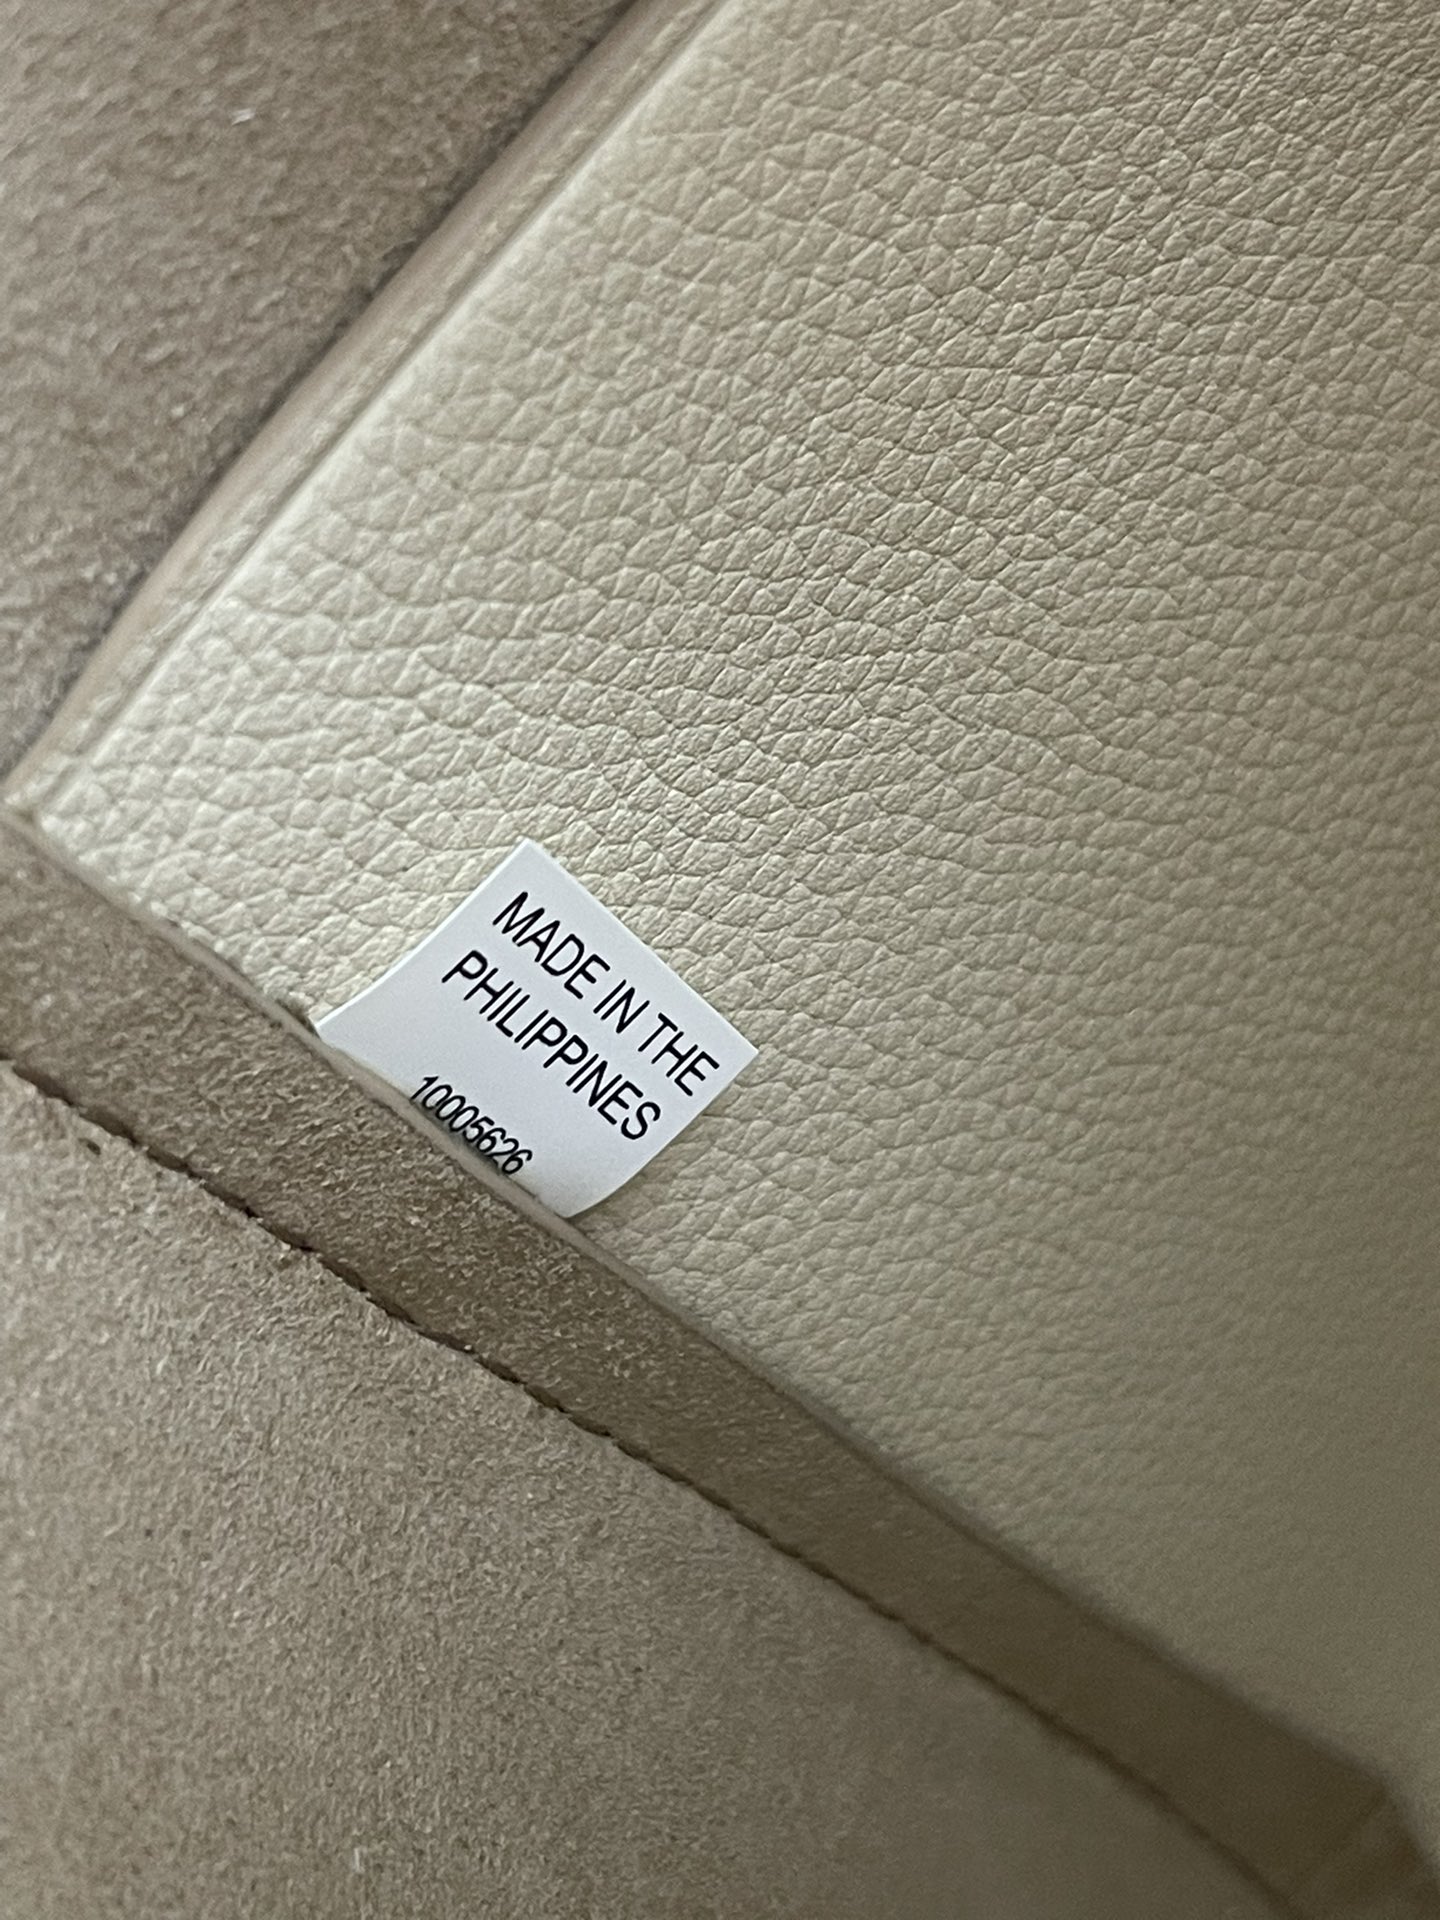 MADE IN THE
PHILIPPINES
10005626